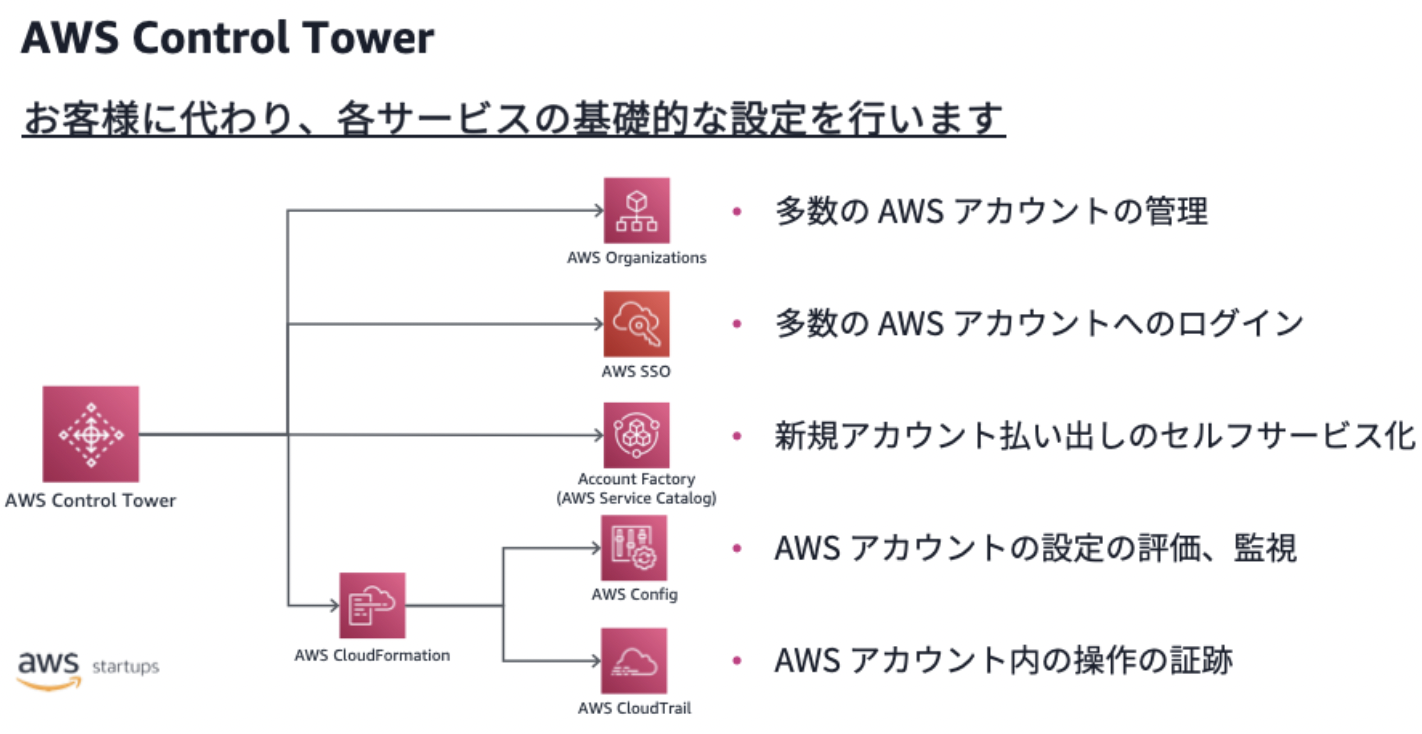 AWS Control Tower
お客様に代わり、各サービスの基礎的な設定を行います
AWS Organizations
• 多数の AWS アカウントの管理
AWS SSO
• 多数の AWS アカウントへのログイン
AWS Control Tower
Account Factory
(AWS Service Catalog)
• 新規アカウント払い出しのセルフサービス化
AWS CloudFormation
AWS Config
• AWS アカウントの設定の評価、監視
AWS CloudTrail
• AWS アカウント内の操作の証跡
aws startups